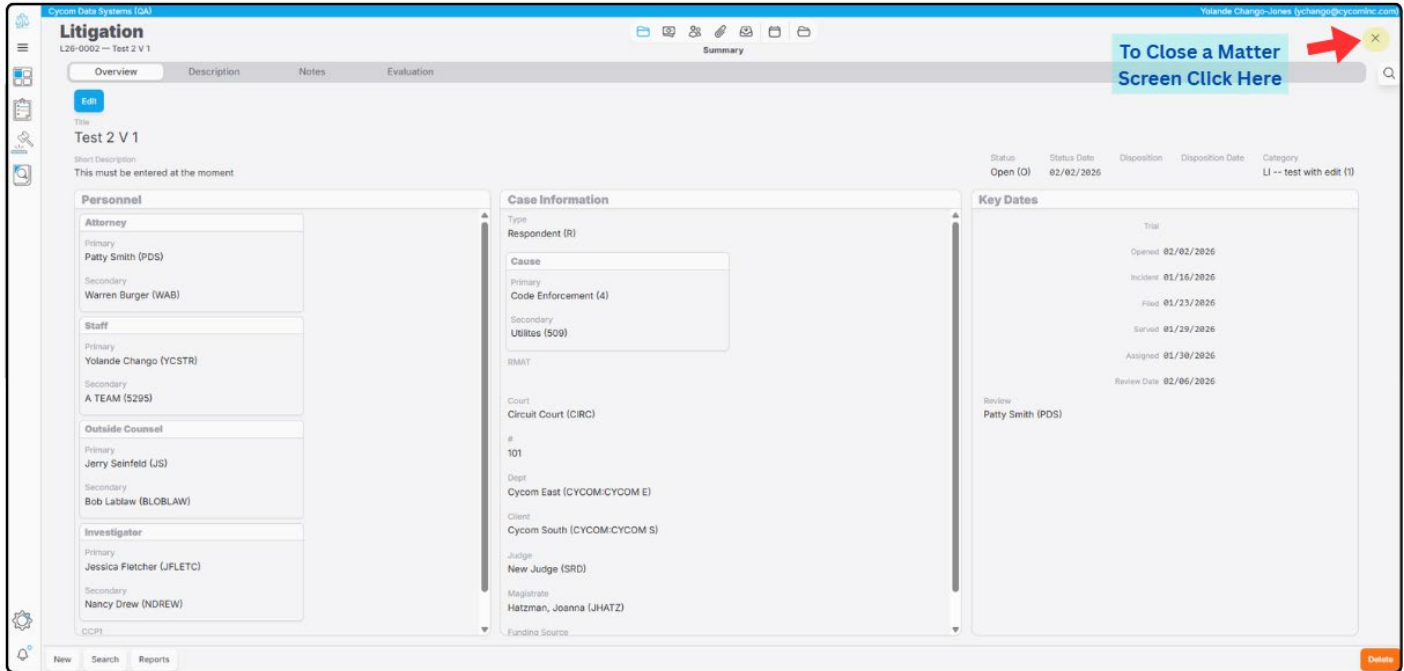 Cycom Data Systems (QA)
Yolande Chango-Jones (ychango@cycominc.com)
Litigation
L26-0002 — Test 2 V 1
Summary
To Close a Matter
Screen Click Here
Overview
Description
Notes
Evaluation
Edit
Title
Test 2 V 1
Short Description
This must be entered at the moment
Status
Open (O)
Status Date
02/02/2026
Disposition
Disposition Date
Category
LI -- test with edit (1)
Personnel
Attorney
Primary
Patty Smith (PDS)
Secondary
Warren Burger (WAB)
Staff
Primary
Yolande Chango (YCSTR)
Secondary
A TEAM (5295)
Outside Counsel
Primary
Jerry Seinfeld (JS)
Secondary
Bob Lablaw (BLOBLAW)
Investigator
Primary
Jessica Fletcher (JFLETC)
Secondary
Nancy Drew (NDREW)
CCP1
Case Information
Type
Respondent (R)
Cause
Primary
Code Enforcement (4)
Secondary
Utilites (509)
RMAT
Court
Circuit Court (CIRC)
#
101
Dept
Cycom East (CYCOM:CYCOM E)
Client
Cycom South (CYCOM:CYCOM S)
Judge
New Judge (SRD)
Magistrate
Hatzman, Joanna (JHATZ)
Funding Source
Key Dates
Trial
Opened 02/02/2026
Incident 01/16/2026
Filed 01/23/2026
Served 01/29/2026
Assigned 01/30/2026
Review Date 02/06/2026
Review
Patty Smith (PDS)
New
Search
Reports
Delete